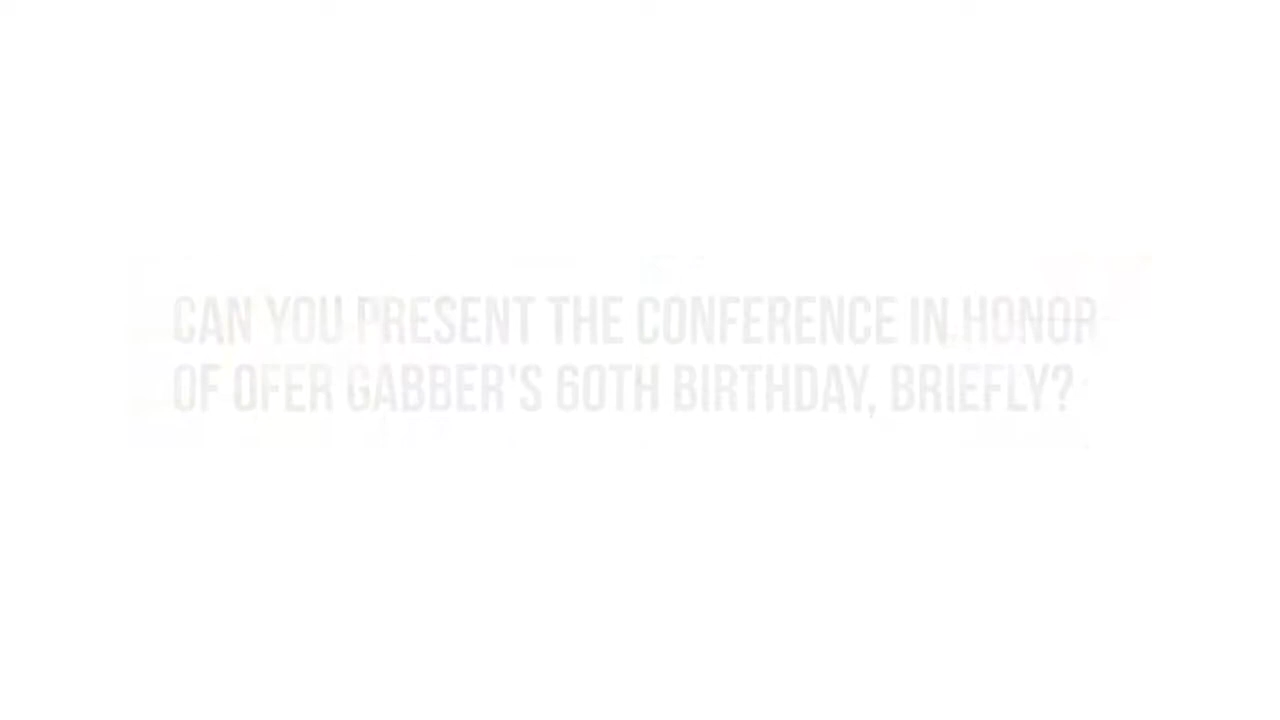 CAN YOU PRESENT THE CONFERENCE IN HONOR
OF OFER GABBER'S 60TH BIRTHDAY, BRIEFLY?